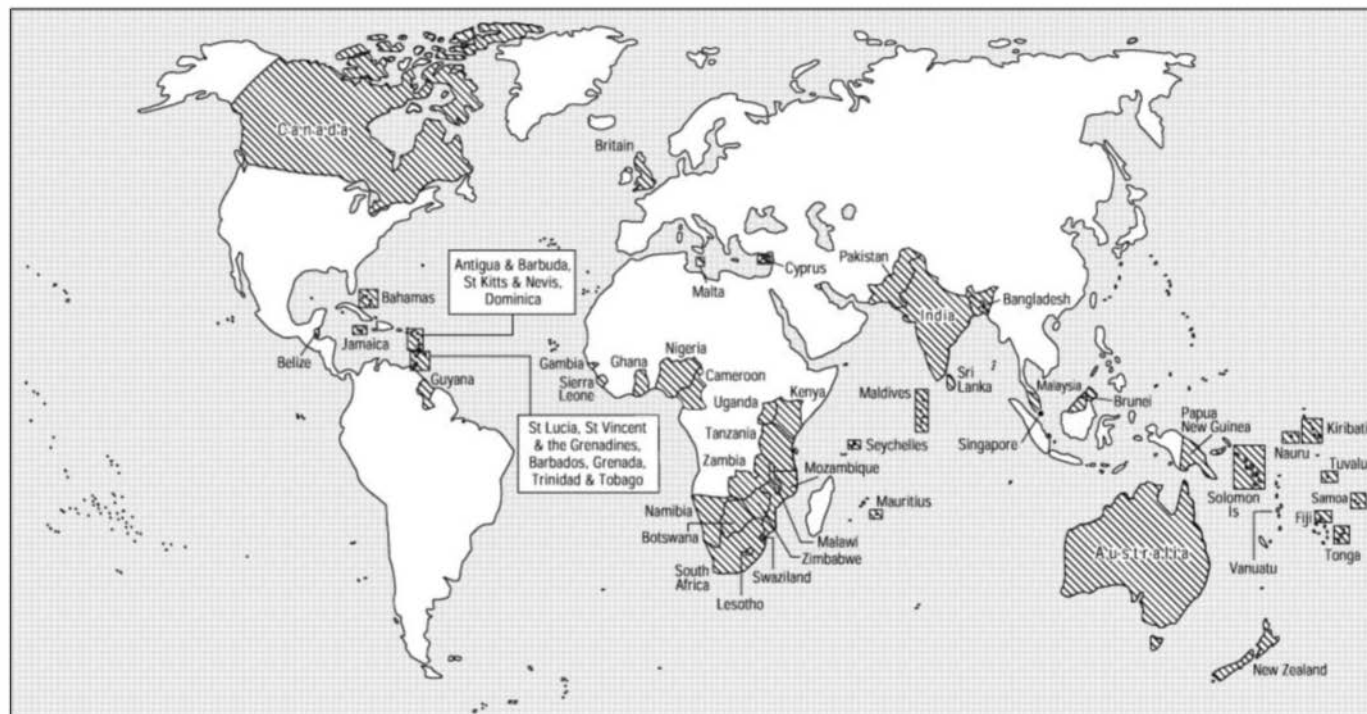 Canada
Britain
Antigua & Barbuda,
St Kitts & Nevis,
Dominica
Bahamas
Jamaica
Belize
Guyana
St Lucia, St Vincent
& the Grenadines,
Barbados, Grenada,
Trinidad & Tobago
Malta
Cyprus
Pakistan
India
Bangladesh
Gambia
Sierra
Leone
Ghana
Nigeria
Cameroon
Uganda
Kenya
Tanzania
Zambia
Mozambique
Namibia
Botswana
South
Africa
Lesotho
Swaziland
Zimbabwe
Malawi
Maldives
Sri
Lanka
Seychelles
Mauritius
Malaysia
Brunei
Singapore
Papua
New Guinea
Solomon
Is
Nauru
Kiribati
Tuvalu
Samoa
Fiji
Tonga
Vanuatu
Australia
New Zealand